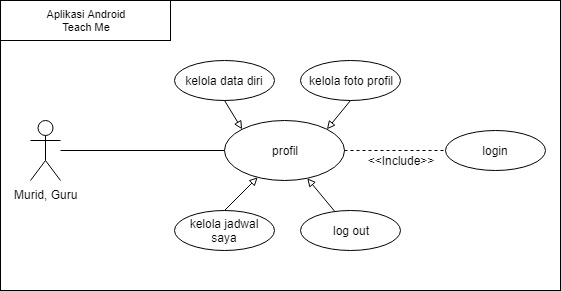 Aplikasi Android
Teach Me
kelola data diri
kelola foto profil
profil
<<Include>>
login
Murid, Guru
kelola jadwal
saya
log out